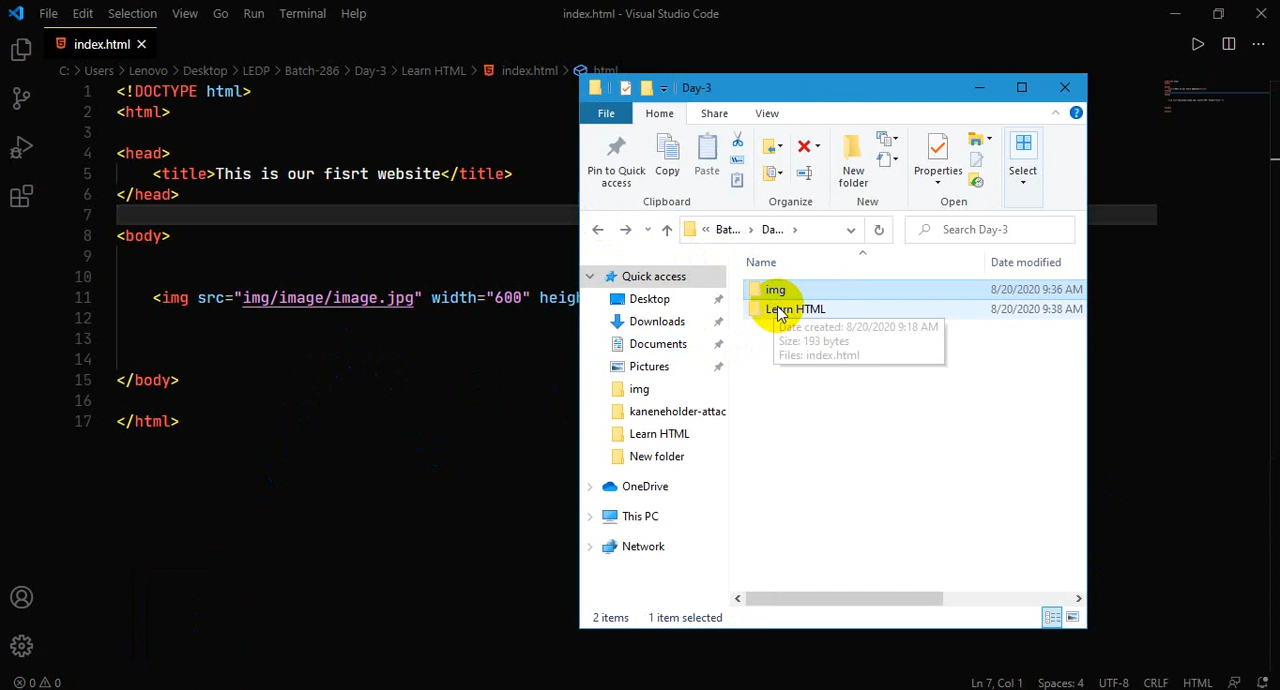 File Edit Selection View Go Run Terminal Help
index.html - Visual Studio Code
index.html
C: > Users > Lenovo > Desktop > LEDP > Batch-286 > Day-3 > Learn HTML > index.html > html
1 <!DOCTYPE html>
2 <html>
3
4 <head>
5 <title>This is our fisrt website</title>
6 </head>
7
8 <body>
9
10
11 <img src="img/image/image.jpg" width="600" heigh
12
13
14
15 </body>
16
17 </html>
Day-3
File Home Share View
Pin to Quick access
Copy
Paste
New folder
Properties
Select
Clipboard Organize New Open
« Bat... > Da... >
Search Day-3
Name Date modified
img 8/20/2020 9:36 AM
Learn HTML 8/20/2020 9:38 AM
Date created: 8/20/2020 9:18 AM
Size: 193 bytes
Files: index.html
Quick access
Desktop
Downloads
Documents
Pictures
img
kaneneholder-attac
Learn HTML
New folder
OneDrive
This PC
Network
2 items 1 item selected
0 0
Ln 7, Col 1 Spaces: 4 UTF-8 CRLF HTML